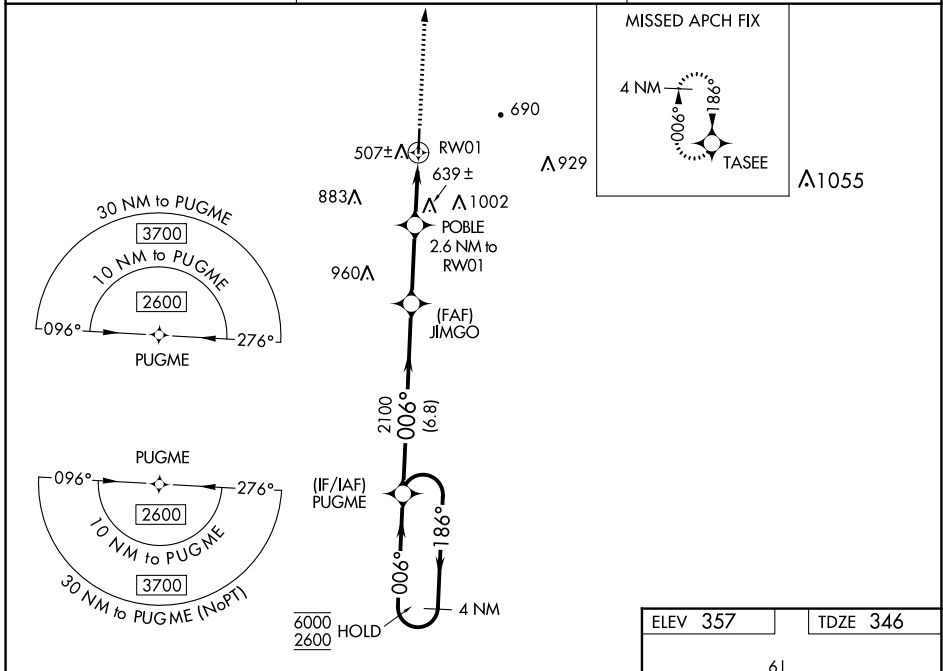 MISSED APCH FIX
4 NM
006°
186°
TASEE
690
507±
RW01
639±
929
1055
883
1002
POBLE
2.6 NM to
RW01
960
(FAF)
JIMGO
30 NM to PUGME
3700
10 NM to PUGME
2600
096°
276°
PUGME
2100
006°
(6.8)
PUGME
096°
276°
2600
10 NM to PUGME
3700
30 NM to PUGME (NoPT)
(IF/IAF)
PUGME
006°
186°
4 NM
6000
2600
HOLD
ELEV 357
TDZE 346